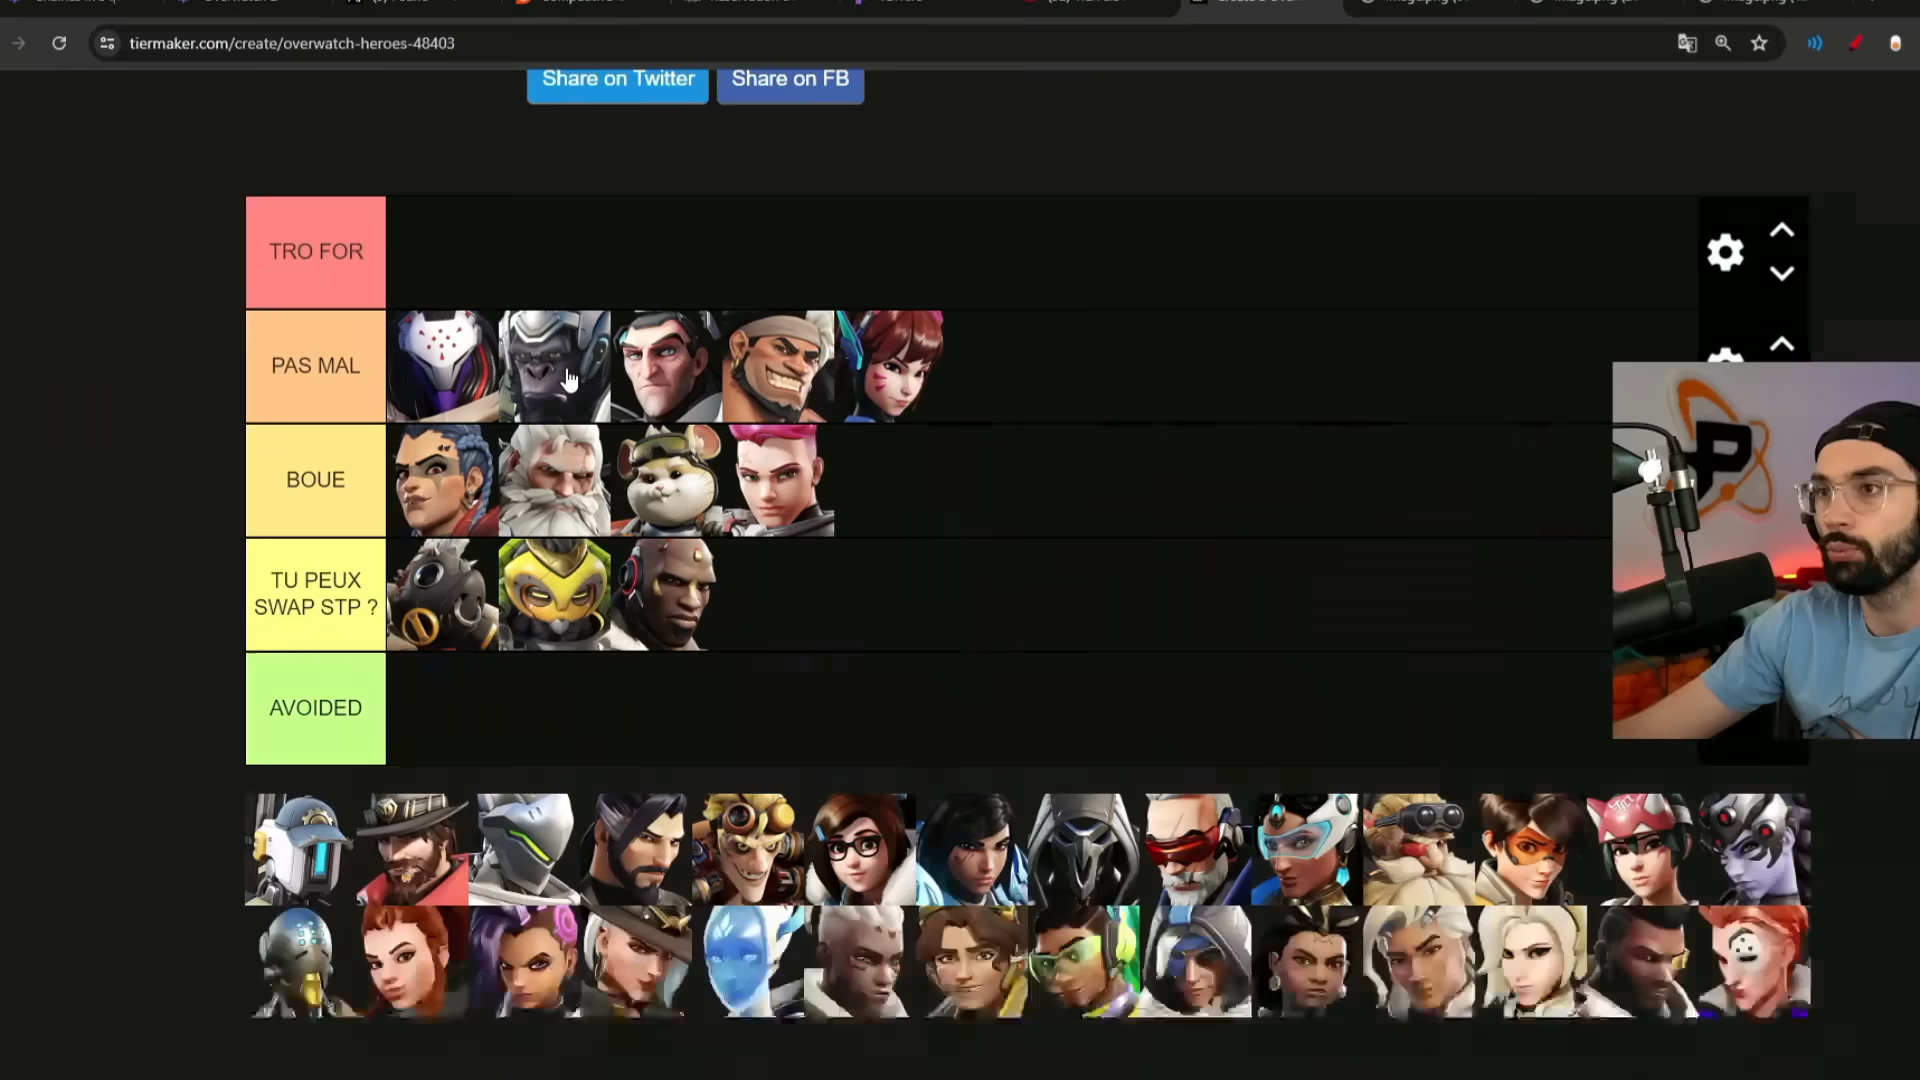 tiermaker.com/create/overwatch-heroes-48403
Share on Twitter
Share on FB
TRO FOR
PAS MAL
BOUE
TU PEUX
SWAP STP ?
AVOIDED